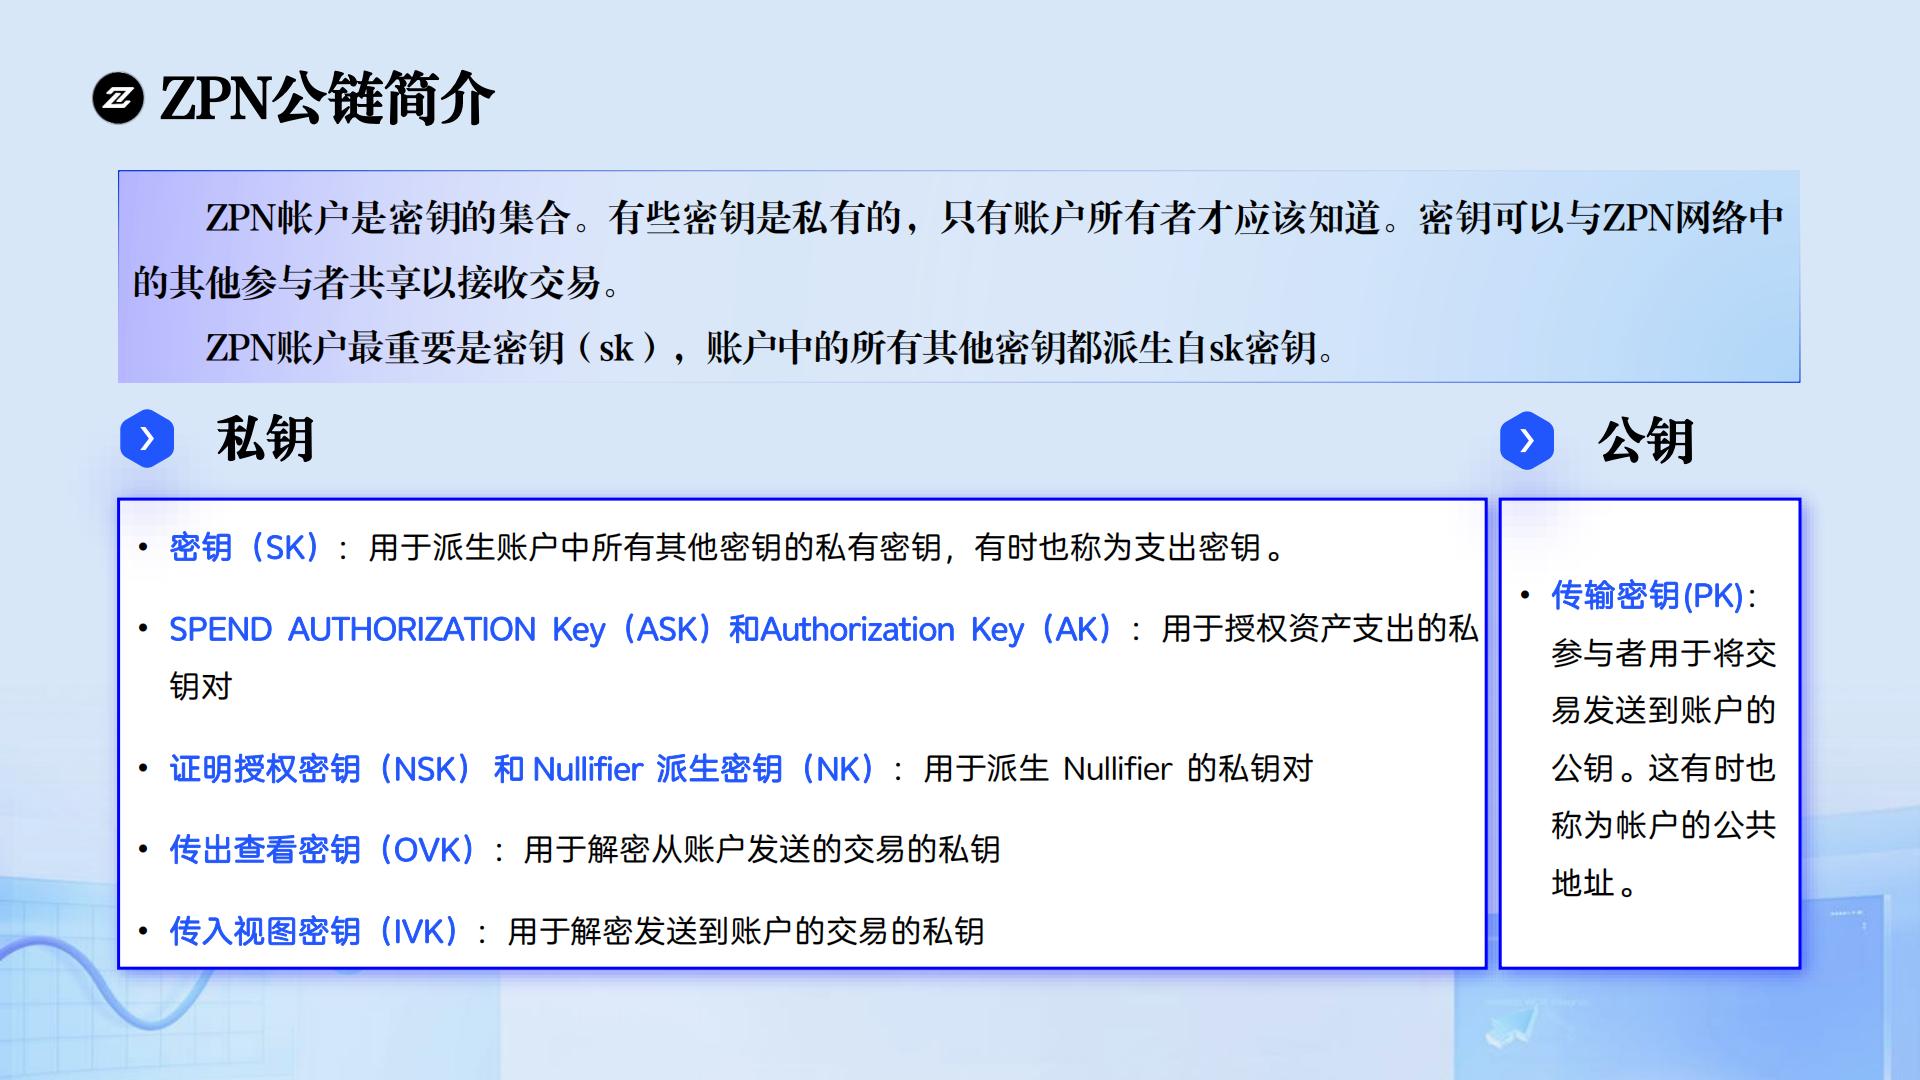 ZPN公链简介
ZPN帐户是密钥的集合。有些密钥是私有的，只有账户所有者才应该知道。密钥可以与ZPN网络中
的其他参与者共享以接收交易。
ZPN账户最重要是密钥（sk），账户中的所有其他密钥都派生自sk密钥。
私钥
• 密钥（SK）：用于派生账户中所有其他密钥的私有密钥，有时也称为支出密钥。
• SPEND AUTHORIZATION Key（ASK）和Authorization Key（AK）：用于授权资产支出的私
钥对
• 证明授权密钥（NSK） 和 Nullifier 派生密钥（NK）：用于派生 Nullifier 的私钥对
• 传出查看密钥（OVK）：用于解密从账户发送的交易的私钥
• 传入视图密钥（IVK）：用于解密发送到账户的交易的私钥
公钥
• 传输密钥(PK)：
参与者用于将交
易发送到账户的
公钥。这有时也
称为帐户的公共
地址。